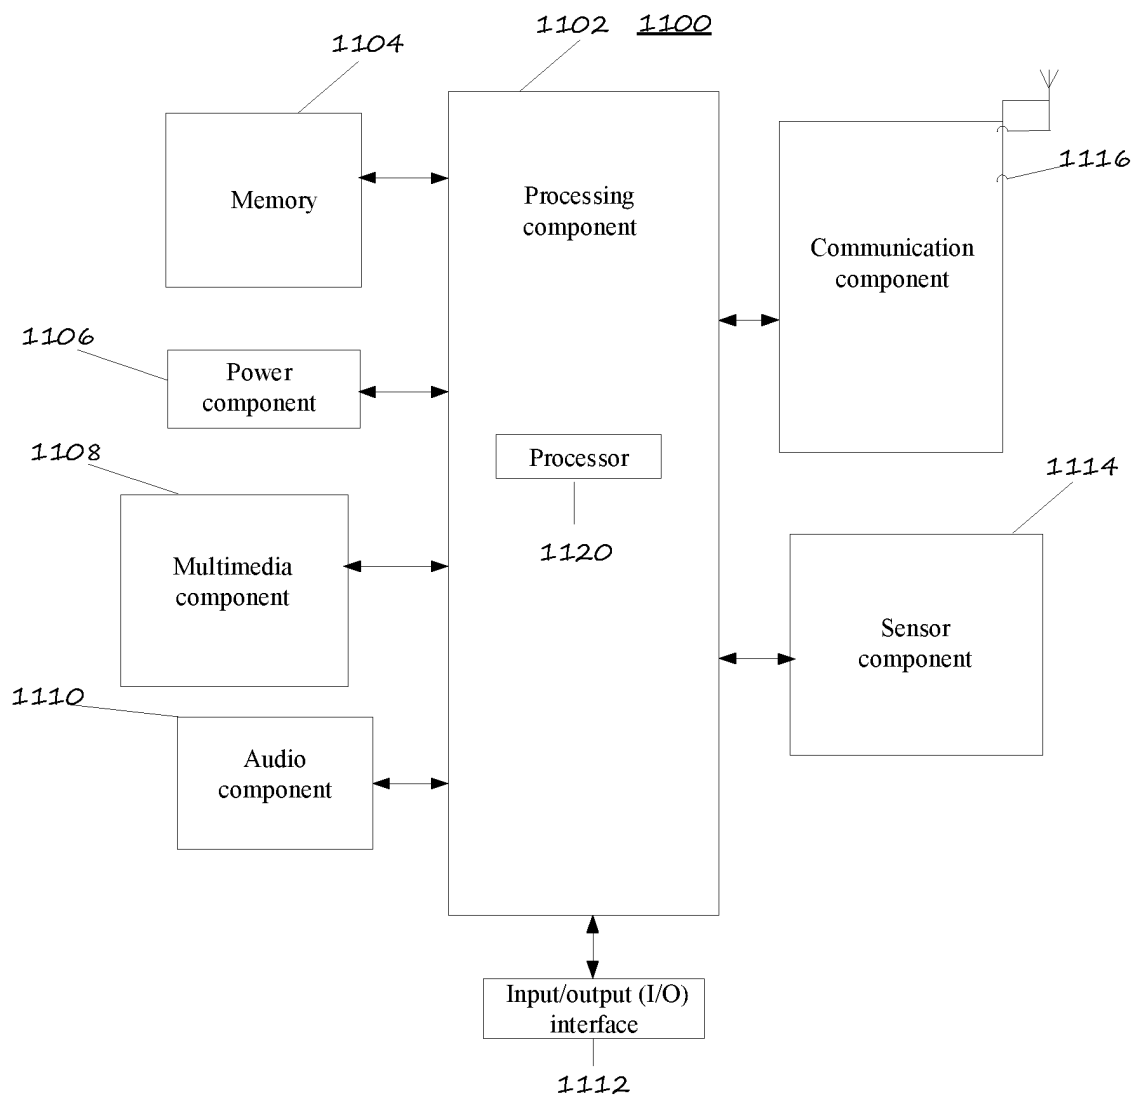 1102
1100
1104
Memory
Processing
component
1116
Communication
component
1106
Power
component
1108
Processor
1120
1114
Multimedia
component
Sensor
component
1110
Audio
component
Input/output (I/O)
interface
1112